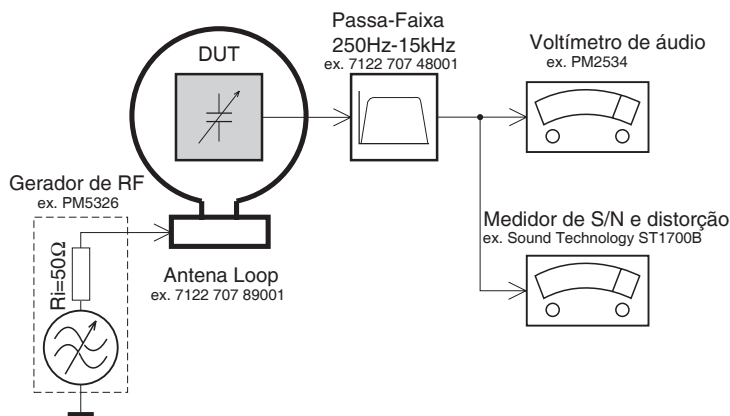 Passa-Faixa
250Hz-15kHz
ex. 7122 707 48001
DUT
Voltímetro de áudio
ex. PM2534
Gerador de RF
ex. PM5326
Ri=50Ω
Antena Loop
ex. 7122 707 89001
Medidor de S/N e distorção
ex. Sound Technology ST1700B